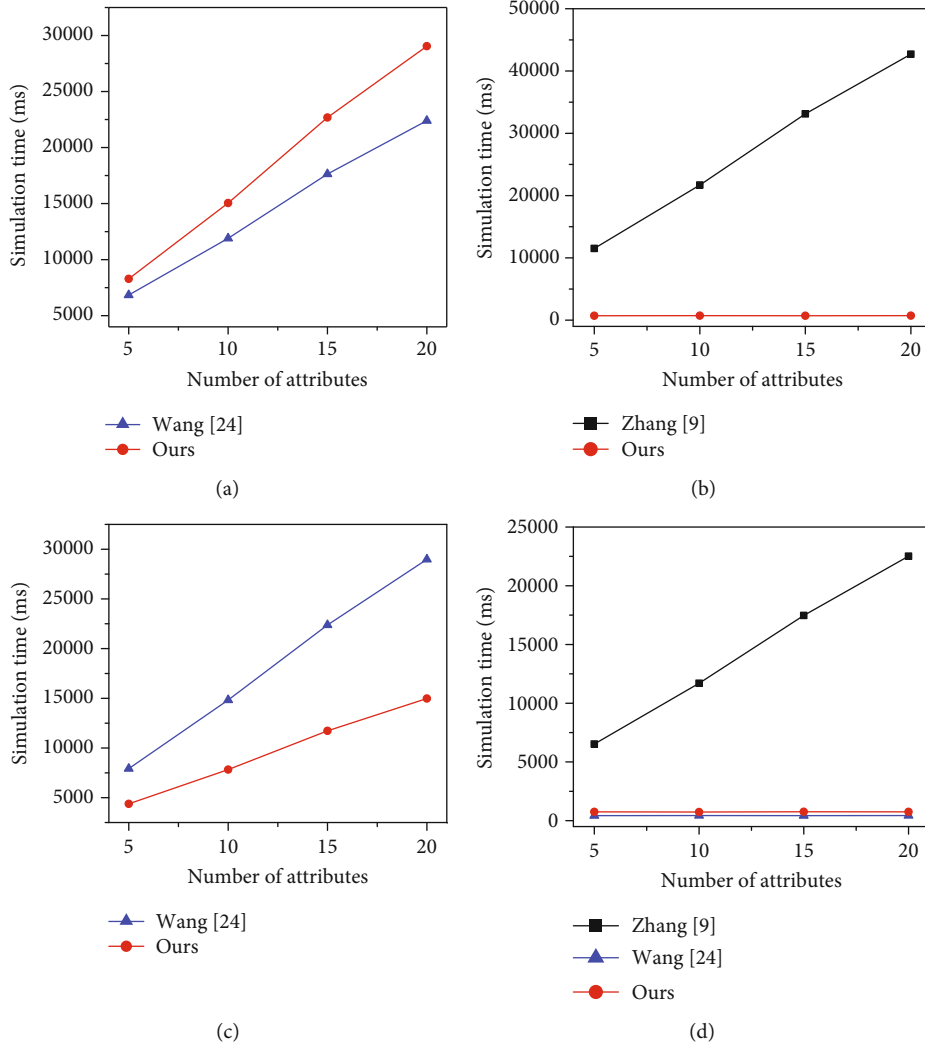 30000
25000
20000
15000
10000
5000
Simulation time (ms)
5 10 15 20
Number of attributes
Wang [24]
Ours
(a)
50000
40000
30000
20000
10000
0
Simulation time (ms)
5 10 15 20
Number of attributes
Zhang [9]
Ours
(b)
30000
25000
20000
15000
10000
5000
Simulation time (ms)
5 10 15 20
Number of attributes
Wang [24]
Ours
(c)
25000
20000
15000
10000
5000
0
Simulation time (ms)
5 10 15 20
Number of attributes
Zhang [9]
Wang [24]
Ours
(d)